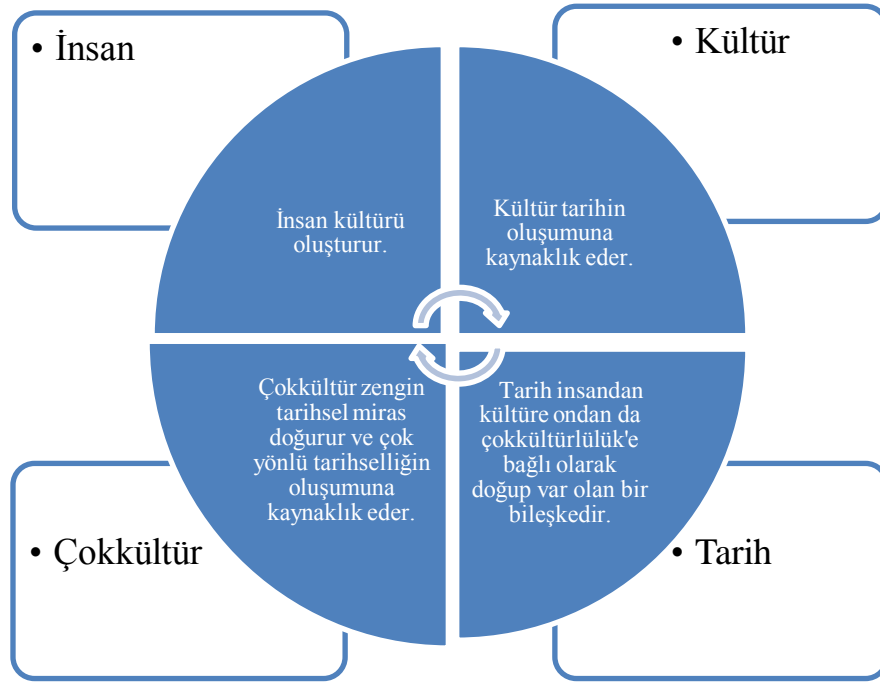 • İnsan
• Kültür
İnsan kültürü
oluşturur.
Kültür tarihin
oluşumuna
kaynaklık eder.
Çokkültür zengin
tarihsel miras
doğurur ve çok
yönlü tarihselliğin
oluşumuna
kaynaklık eder.
Tarih insandan
kültüre ondan da
çokkültürlülük'e
bağlı olarak
doğup var olan bir
bileşkedir.
• Çokkültür
• Tarih